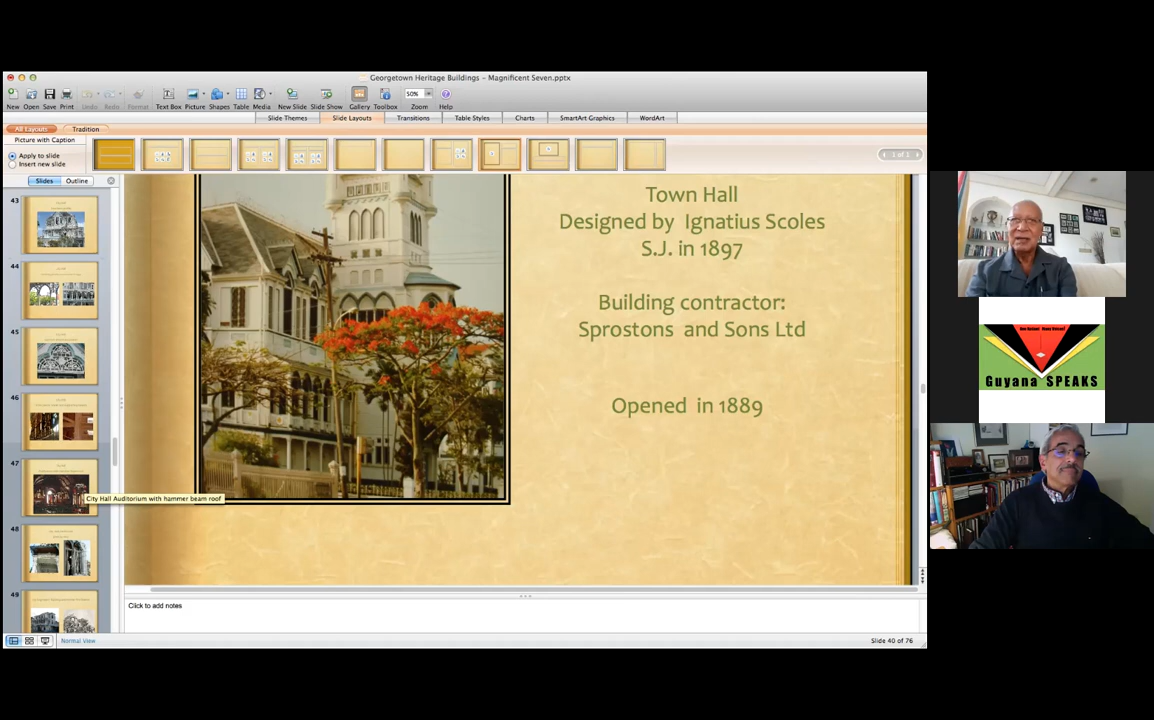 Georgetown Heritage Buildings - Magnificent Seven.pptx
New Open Save Print Undo Redo Format Text Box Picture Shapes Table Media New Slide Slide Show Gallery Toolbox Zoom Help
50%
Slide Themes Slide Layouts Transitions Table Styles Charts SmartArt Graphics WordArt
All Layouts Tradition
Picture with Caption
Apply to slide
Insert new slide
1 of 1
Slides Outline
43
44
45
46
47
48
49
City Hall Auditorium with hammer beam roof
Town Hall
Designed by Ignatius Scoles
S.J. in 1897
Building contractor:
Sprostons and Sons Ltd
Opened in 1889
Click to add notes
Normal View
Slide 40 of 76
Guyana SPEAKS